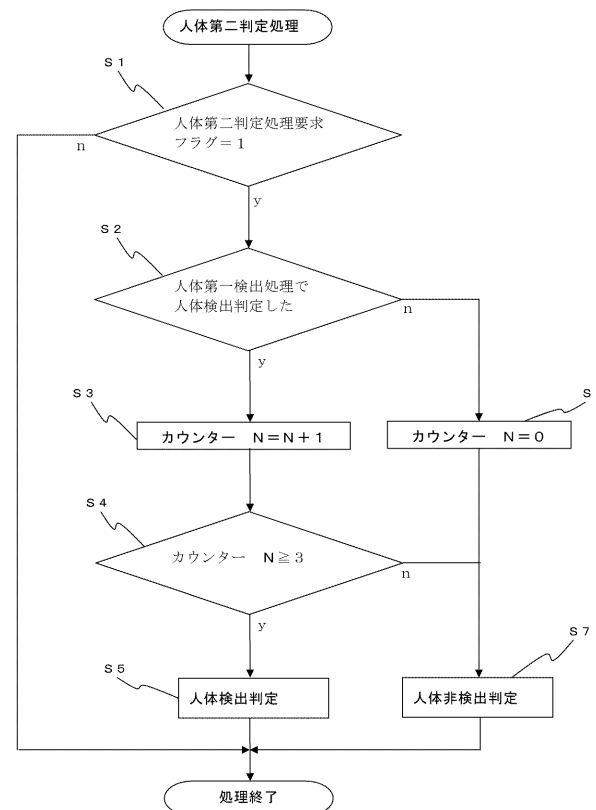 人体第二判定処理
S1
人体第二判定処理要求
フラグ＝1
n
y
S2
人体第一検出処理で
人体検出判定した
n
y
S3
S
カウンター　N＝N＋1
カウンター　N＝0
S4
カウンター　N≧3
n
y
S7
S5
人体検出判定
人体非検出判定
処理終了